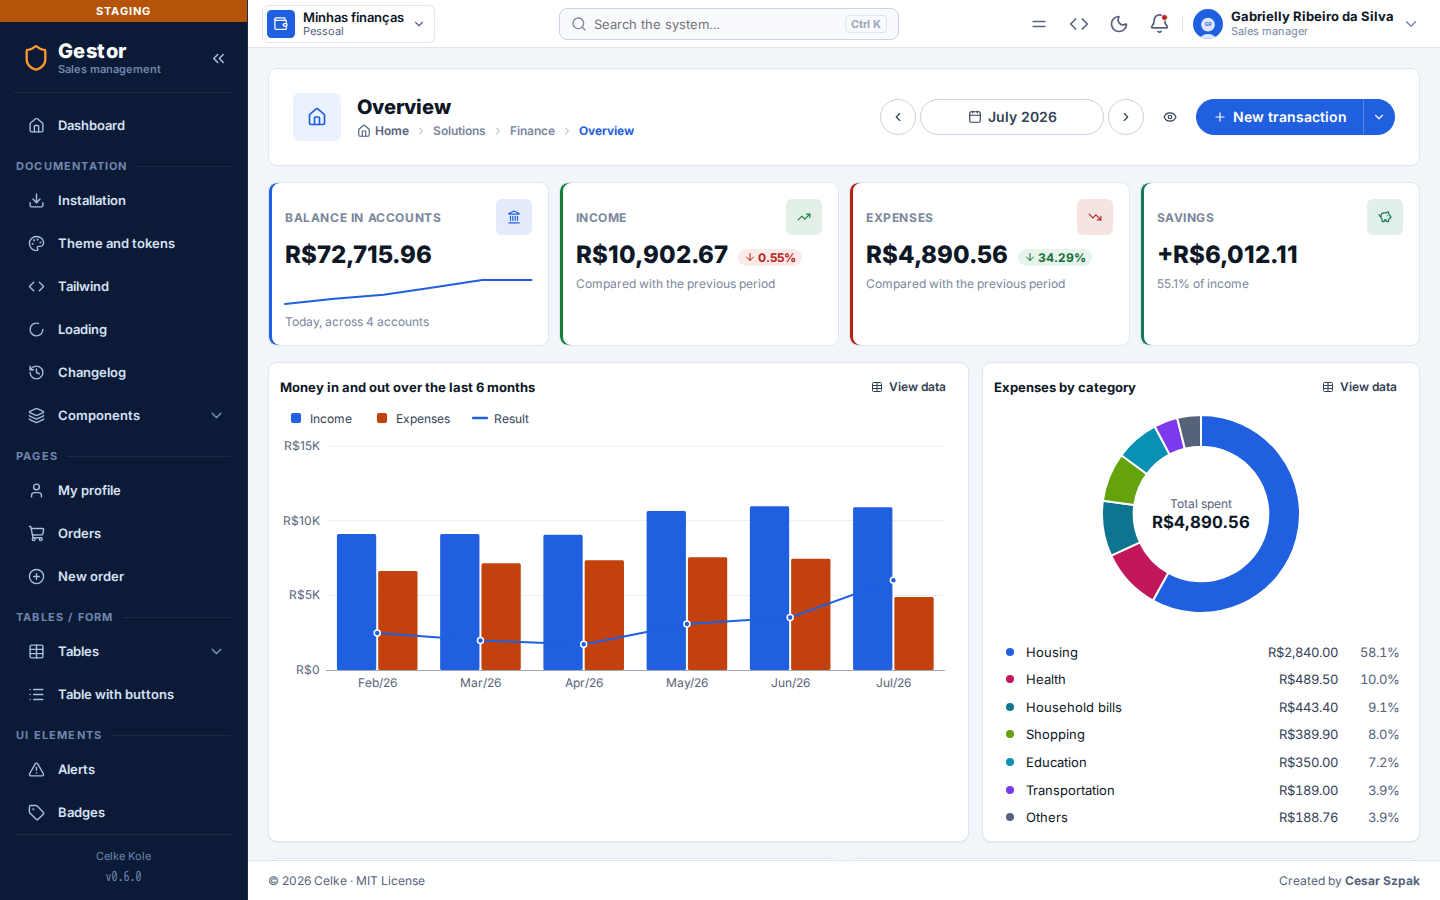 STAGING
Gestor
Sales management
Dashboard
DOCUMENTATION
Installation
Theme and tokens
Tailwind
Loading
Changelog
Components
PAGES
My profile
Orders
New order
TABLES / FORM
Tables
Table with buttons
UI ELEMENTS
Alerts
Badges
Celke Kole
v0.6.0
Minhas finanças
Pessoal
Search the system...
Ctrl K
Gabrielly Ribeiro da Silva
Sales manager
Overview
Home
Solutions
Finance
Overview
July 2026
New transaction
BALANCE IN ACCOUNTS
R$72,715.96
Today, across 4 accounts
INCOME
R$10,902.67
0.55%
Compared with the previous period
EXPENSES
R$4,890.56
34.29%
Compared with the previous period
SAVINGS
+R$6,012.11
55.1% of income
Money in and out over the last 6 months
View data
Income
Expenses
Result
R$15K
R$10K
R$5K
R$0
Feb/26
Mar/26
Apr/26
May/26
Jun/26
Jul/26
Expenses by category
View data
Total spent
R$4,890.56
Housing R$2,840.00 58.1%
Health R$489.50 10.0%
Household bills R$443.40 9.1%
Shopping R$389.90 8.0%
Education R$350.00 7.2%
Transportation R$189.00 3.9%
Others R$188.76 3.9%
© 2026 Celke · MIT License
Created by Cesar Szpak